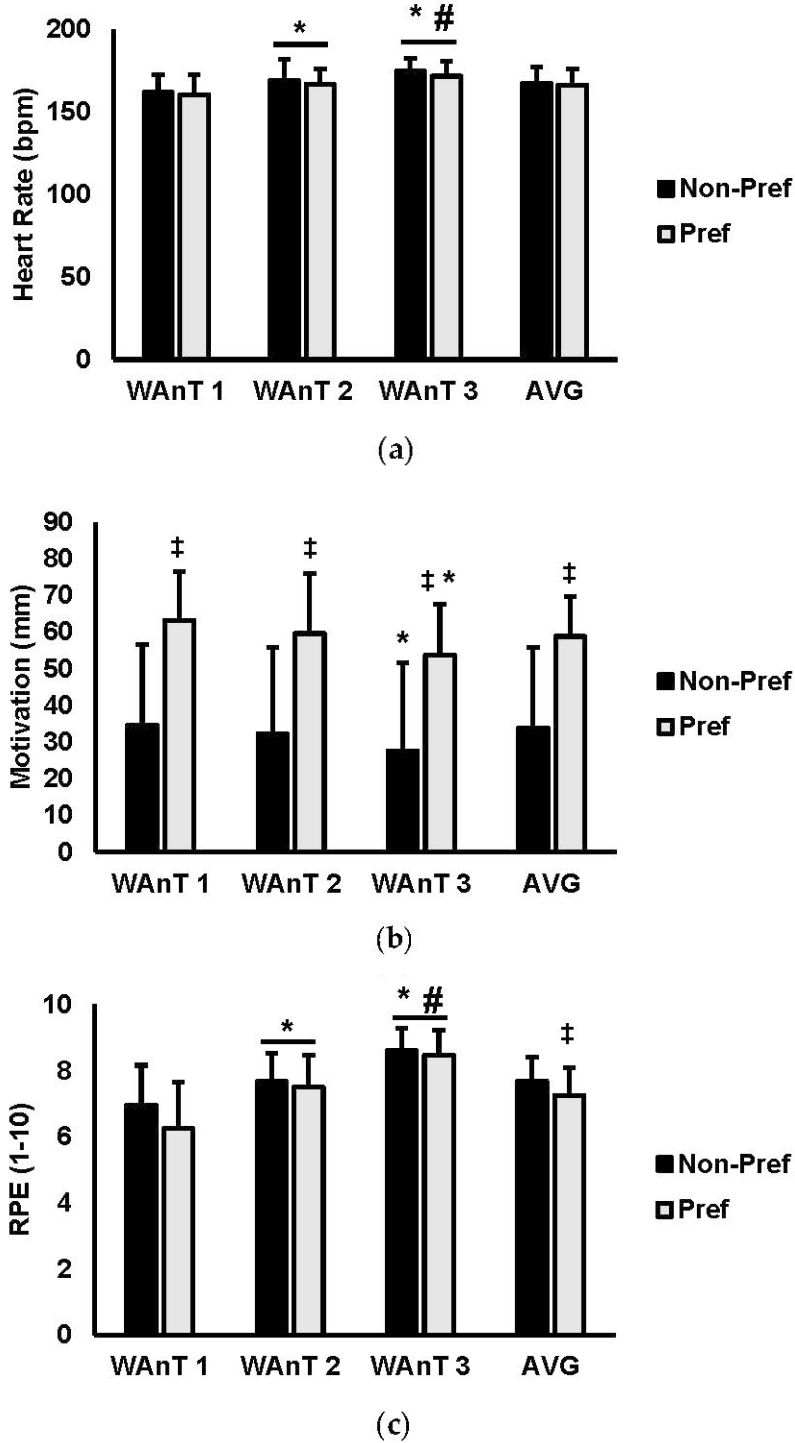 * * #
200
150
100
50
0
Heart Rate (bpm)
WAnT 1 WAnT 2 WAnT 3 AVG
Non-Pref
Pref
(a)
90
80
70
60
50
40
30
20
10
0
Motivation (mm)
‡ ‡ ‡ * ‡
*
WAnT 1 WAnT 2 WAnT 3 AVG
Non-Pref
Pref
(b)
10
8
6
4
2
0
RPE (1-10)
* * # ‡
WAnT 1 WAnT 2 WAnT 3 AVG
Non-Pref
Pref
(c)